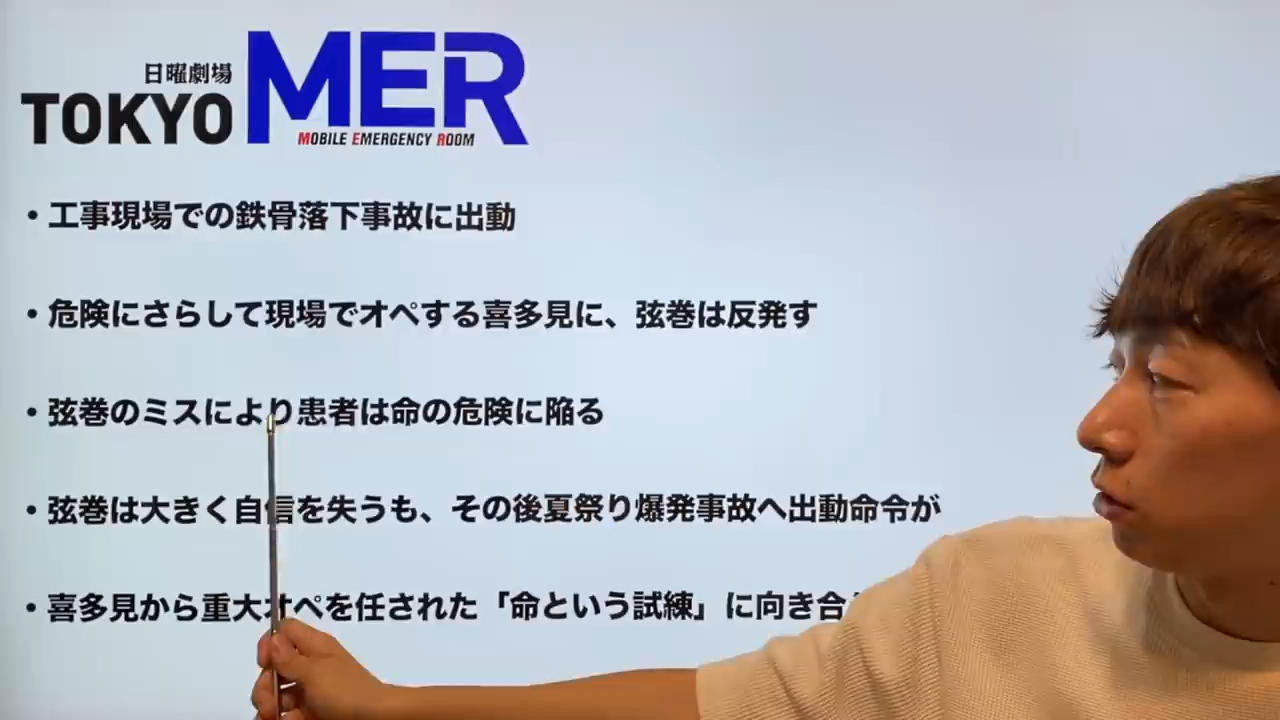 日曜劇場
TOKYO MER
MOBILE EMERGENCY ROOM
・工事現場での鉄骨落下事故に出動
・危険にさらして現場でオペする喜多見に、弦巻は反発す
・弦巻のミスにより患者は命の危険に陥る
・弦巻は大きく自信を失うも、その後夏祭り爆発事故へ出動命令が
・喜多見から重大オペを任された「命という試練」に向き合